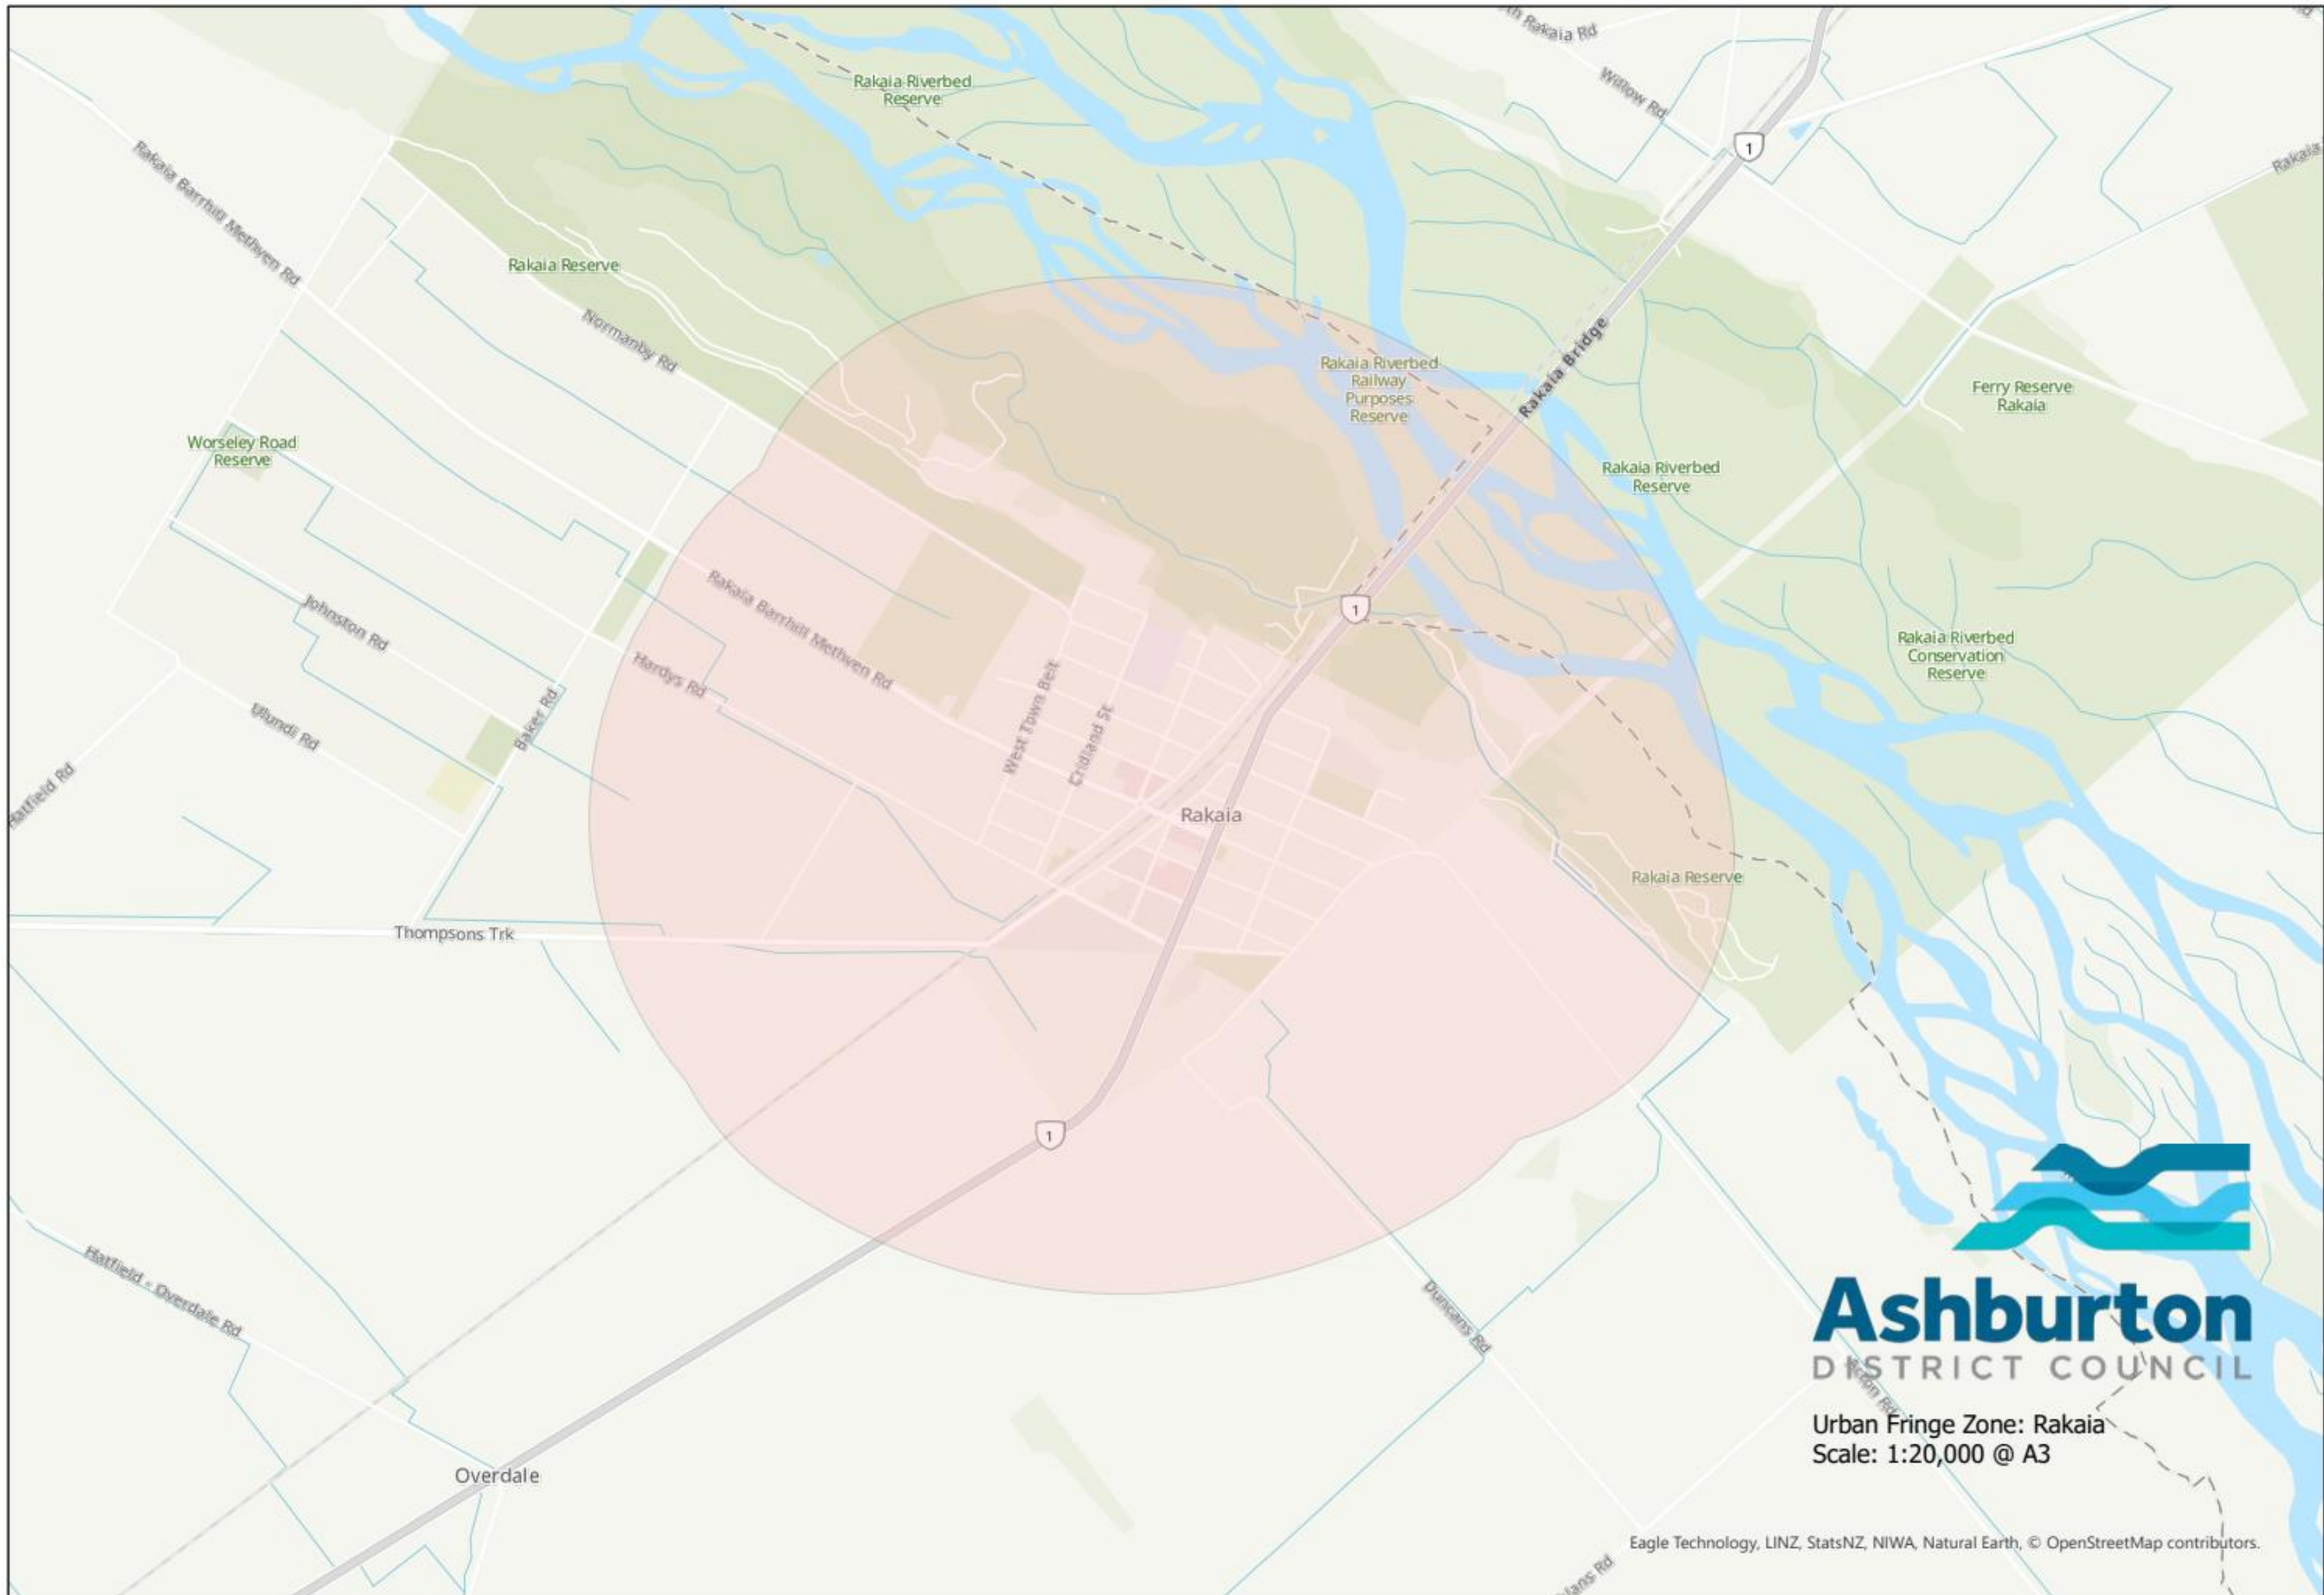 Rakaia Rd
Willow Rd
Rakaia Riverbed
Reserve
1
Rakaia
Rakaia Barrhill Methven Rd
Rakaia Reserve
Normanby Rd
Rakaia Bridge
Rakaia Riverbed
Railway
Purposes
Reserve
Ferry Reserve
Rakaia
Worseley Road
Reserve
Rakaia Riverbed
Reserve
Rakaia Barrhill Methven Rd
1
Johnston Rd
Hardys Rd
Rakaia Riverbed
Conservation
Reserve
West Town Belt
Cridland St
Baker Rd
Ulundi Rd
Hatfield Rd
Rakaia
Rakaia Reserve
Thompsons Trk
1
Hatfield - Overdale Rd
Duncans Rd
Ashburton
DISTRICT COUNCIL
Urban Fringe Zone: Rakaia
Scale: 1:20,000 @ A3
Overdale
Eagle Technology, LINZ, StatsNZ, NIWA, Natural Earth, © OpenStreetMap contributors.